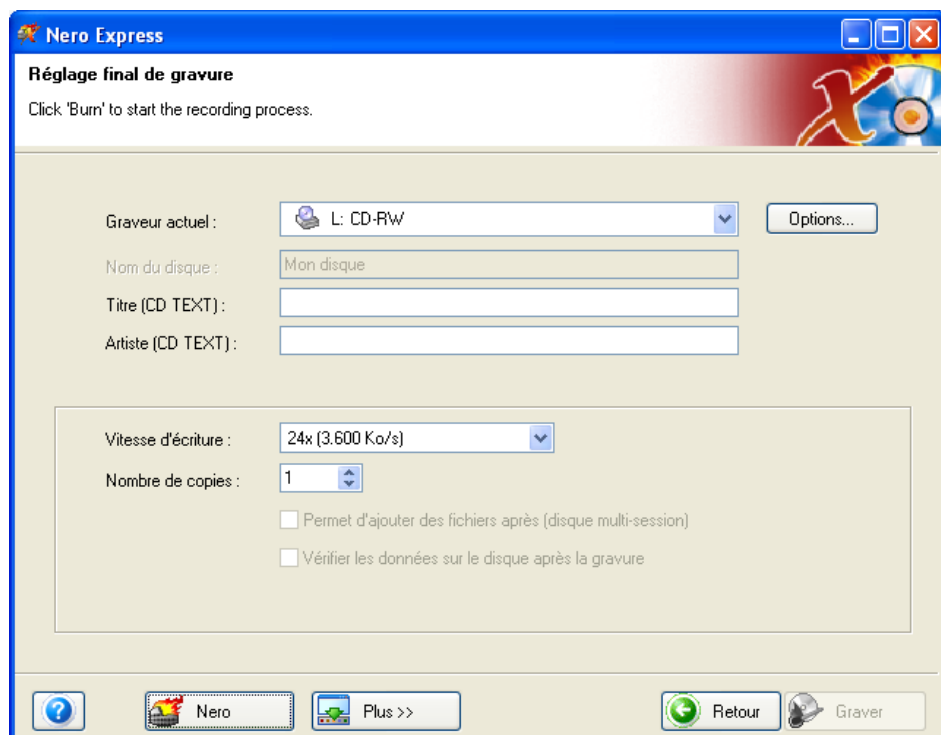 Nero Express
Réglage final de gravure
Click 'Burn' to start the recording process.
Graveur actuel : L: CD-RW Options...
Nom du disque : Mon disque
Titre (CD TEXT) :
Artiste (CD TEXT) :
Vitesse d'écriture : 24x (3.600 Ko/s)
Nombre de copies : 1
Permet d'ajouter des fichiers après (disque multi-session)
Vérifier les données sur le disque après la gravure
? Nero Plus >> Retour Graver